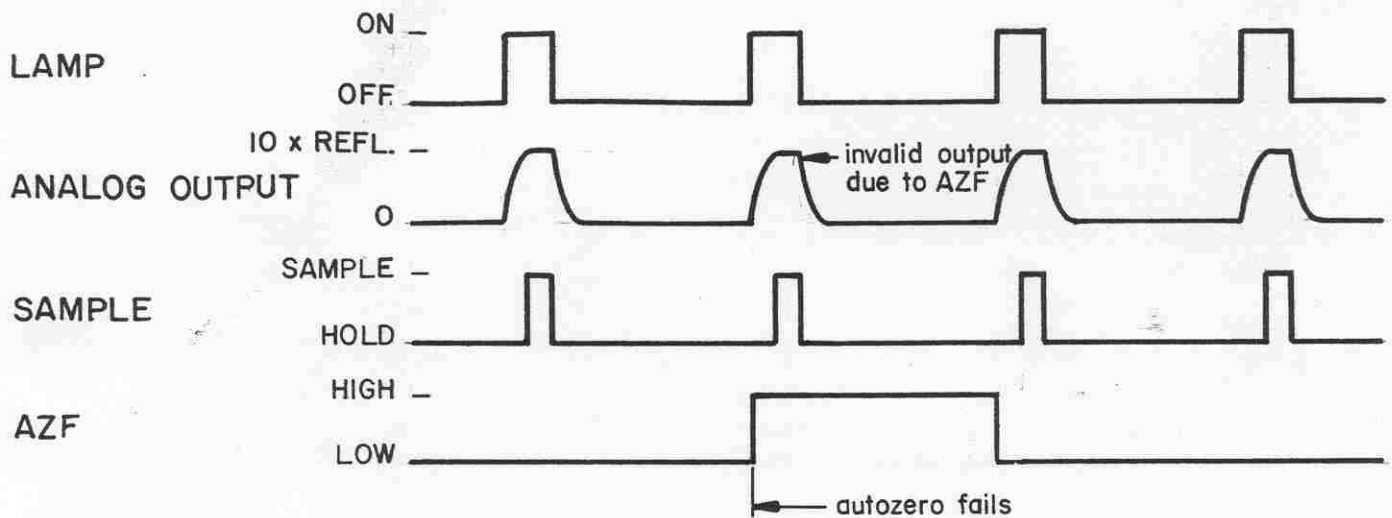 ON
LAMP
OFF
10 x REFL.
invalid output
due to AZF
ANALOG OUTPUT
0
SAMPLE
SAMPLE
HOLD
HIGH
AZF
LOW
autozero fails